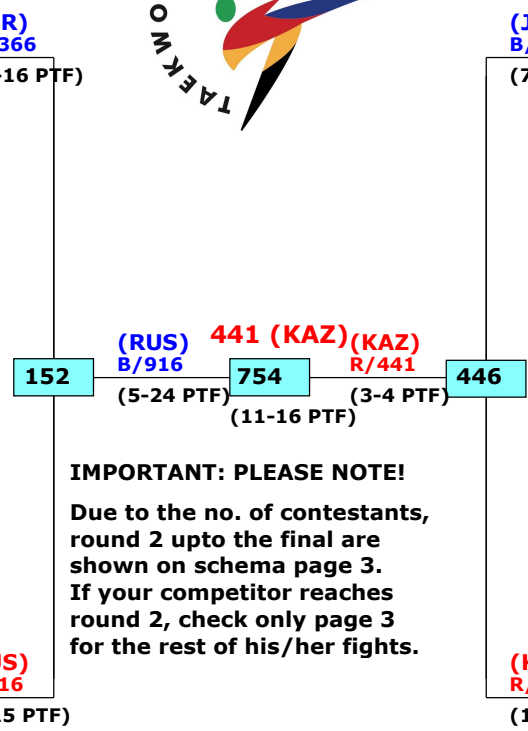 R)
366
-16 PTF)
TAEKWO
B/
(7
(RUS)
B/916
(5-24 PTF)
441 (KAZ)
(KAZ)
R/441
(3-4 PTF)
152
754
446
(11-16 PTF)
IMPORTANT: PLEASE NOTE!
Due to the no. of contestants,
round 2 upto the final are
shown on schema page 3.
If your competitor reaches
round 2, check only page 3
for the rest of his/her fights.
S)
16
5 PTF)
R/
(1